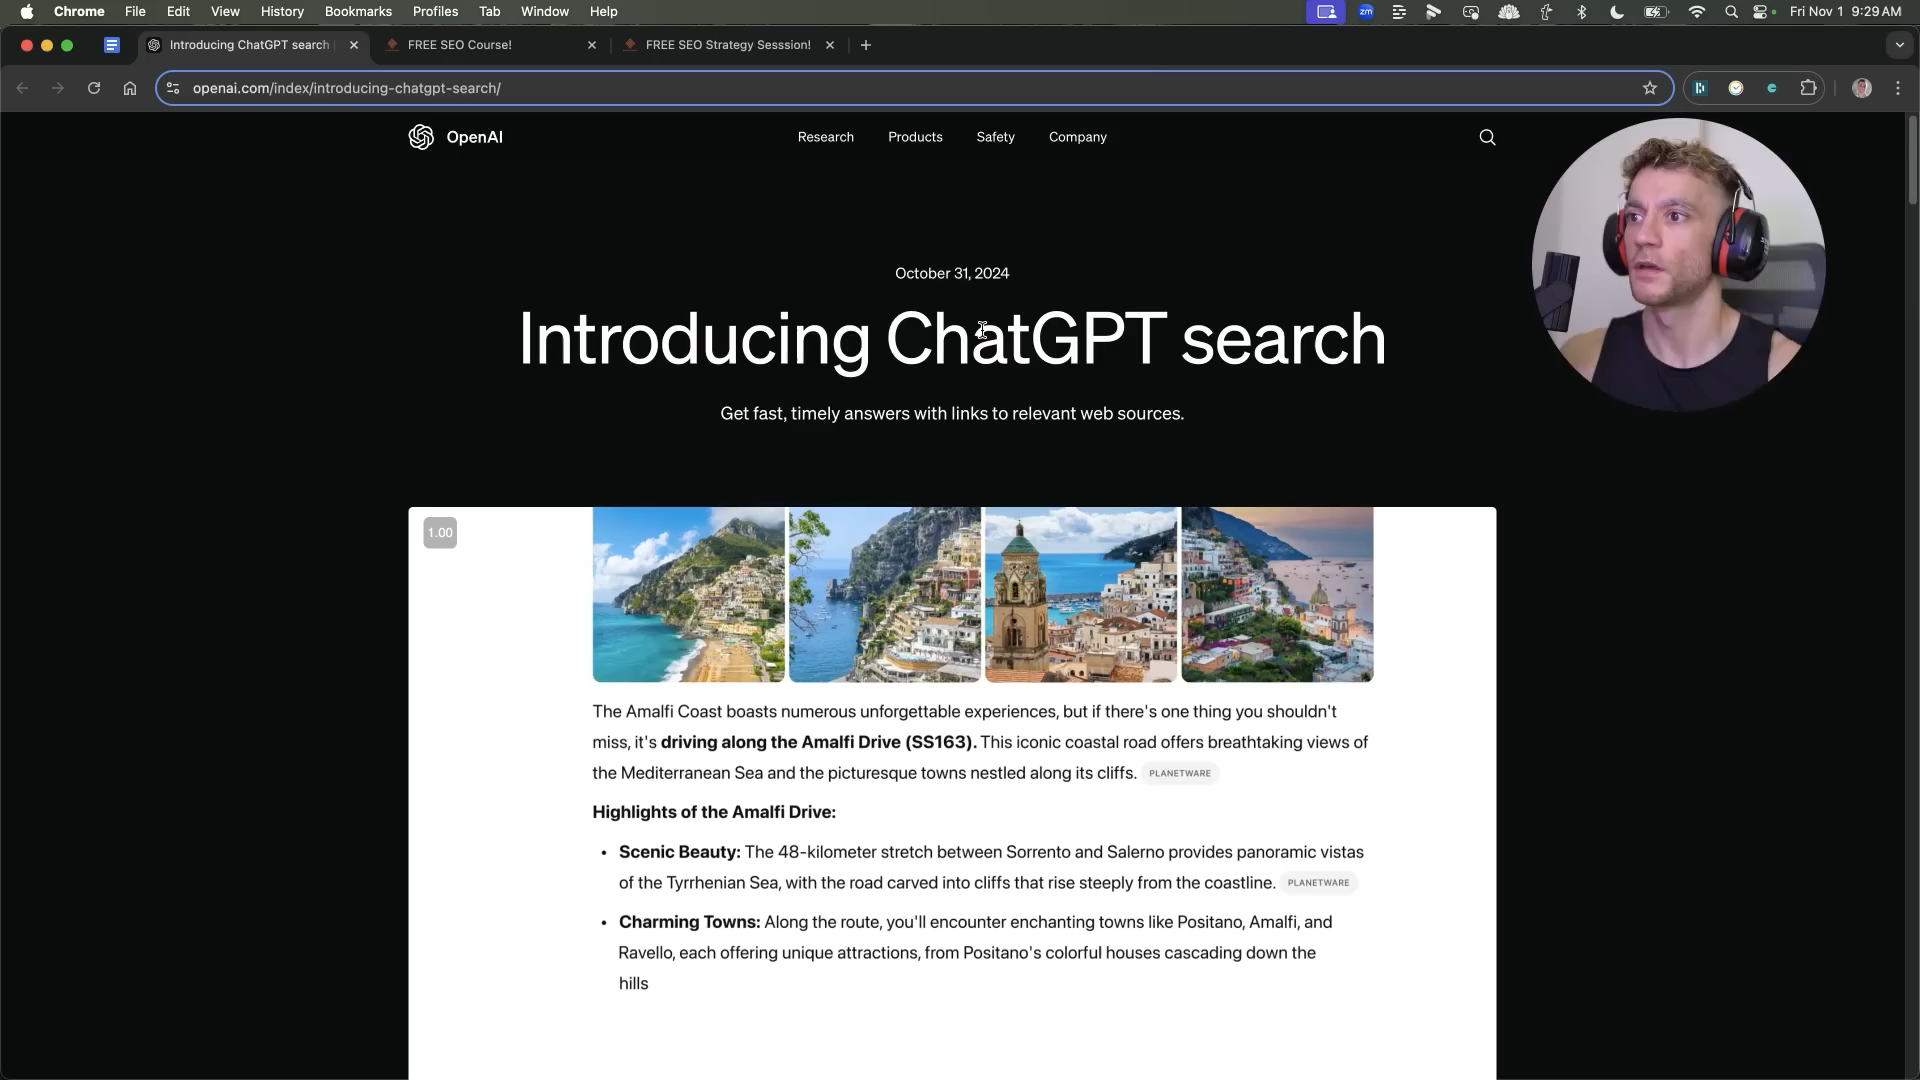 Chrome File Edit View History Bookmarks Profiles Tab Window Help zm Fri Nov 1 9:29 AM
Introducing ChatGPT search FREE SEO Course! FREE SEO Strategy Sesssion!
openai.com/index/introducing-chatgpt-search/
OpenAI Research Products Safety Company
October 31, 2024
Introducing ChatGPT search
Get fast, timely answers with links to relevant web sources.
1.00
The Amalfi Coast boasts numerous unforgettable experiences, but if there's one thing you shouldn't
miss, it's driving along the Amalfi Drive (SS163). This iconic coastal road offers breathtaking views of
the Mediterranean Sea and the picturesque towns nestled along its cliffs. PLANETWARE
Highlights of the Amalfi Drive:
• Scenic Beauty: The 48-kilometer stretch between Sorrento and Salerno provides panoramic vistas
of the Tyrrhenian Sea, with the road carved into cliffs that rise steeply from the coastline. PLANETWARE
• Charming Towns: Along the route, you'll encounter enchanting towns like Positano, Amalfi, and
Ravello, each offering unique attractions, from Positano's colorful houses cascading down the
hills